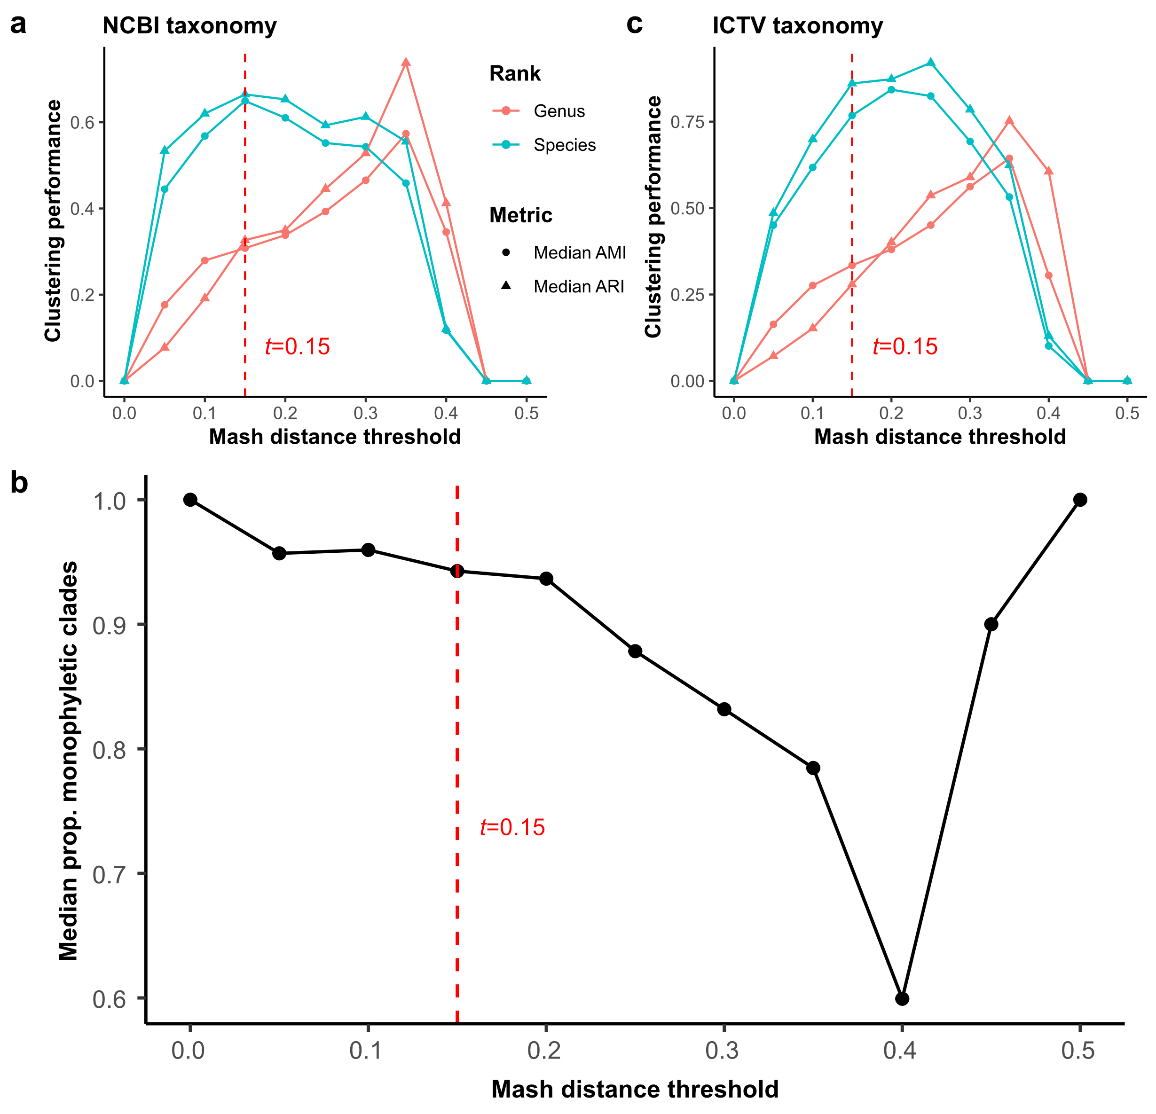 a
NCBI taxonomy
Clustering performance
0.6
0.4
0.2
0.0
t=0.15
0.0 0.1 0.2 0.3 0.4 0.5
Mash distance threshold
Rank
Genus
Species
Metric
Median AMI
Median ARI
c
ICTV taxonomy
Clustering performance
0.75
0.50
0.25
0.00
t=0.15
0.0 0.1 0.2 0.3 0.4 0.5
Mash distance threshold
b
Median prop. monophyletic clades
1.0
0.9
0.8
0.7
0.6
t=0.15
0.0 0.1 0.2 0.3 0.4 0.5
Mash distance threshold